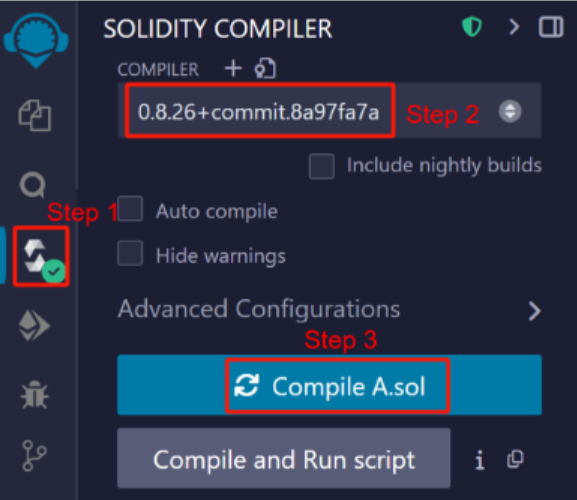 SOLIDITY COMPILER
COMPILER
0.8.26+commit.8a97fa7a
Step 2
Include nightly builds
Step 1
Auto compile
Hide warnings
Advanced Configurations
Step 3
Compile A.sol
Compile and Run script